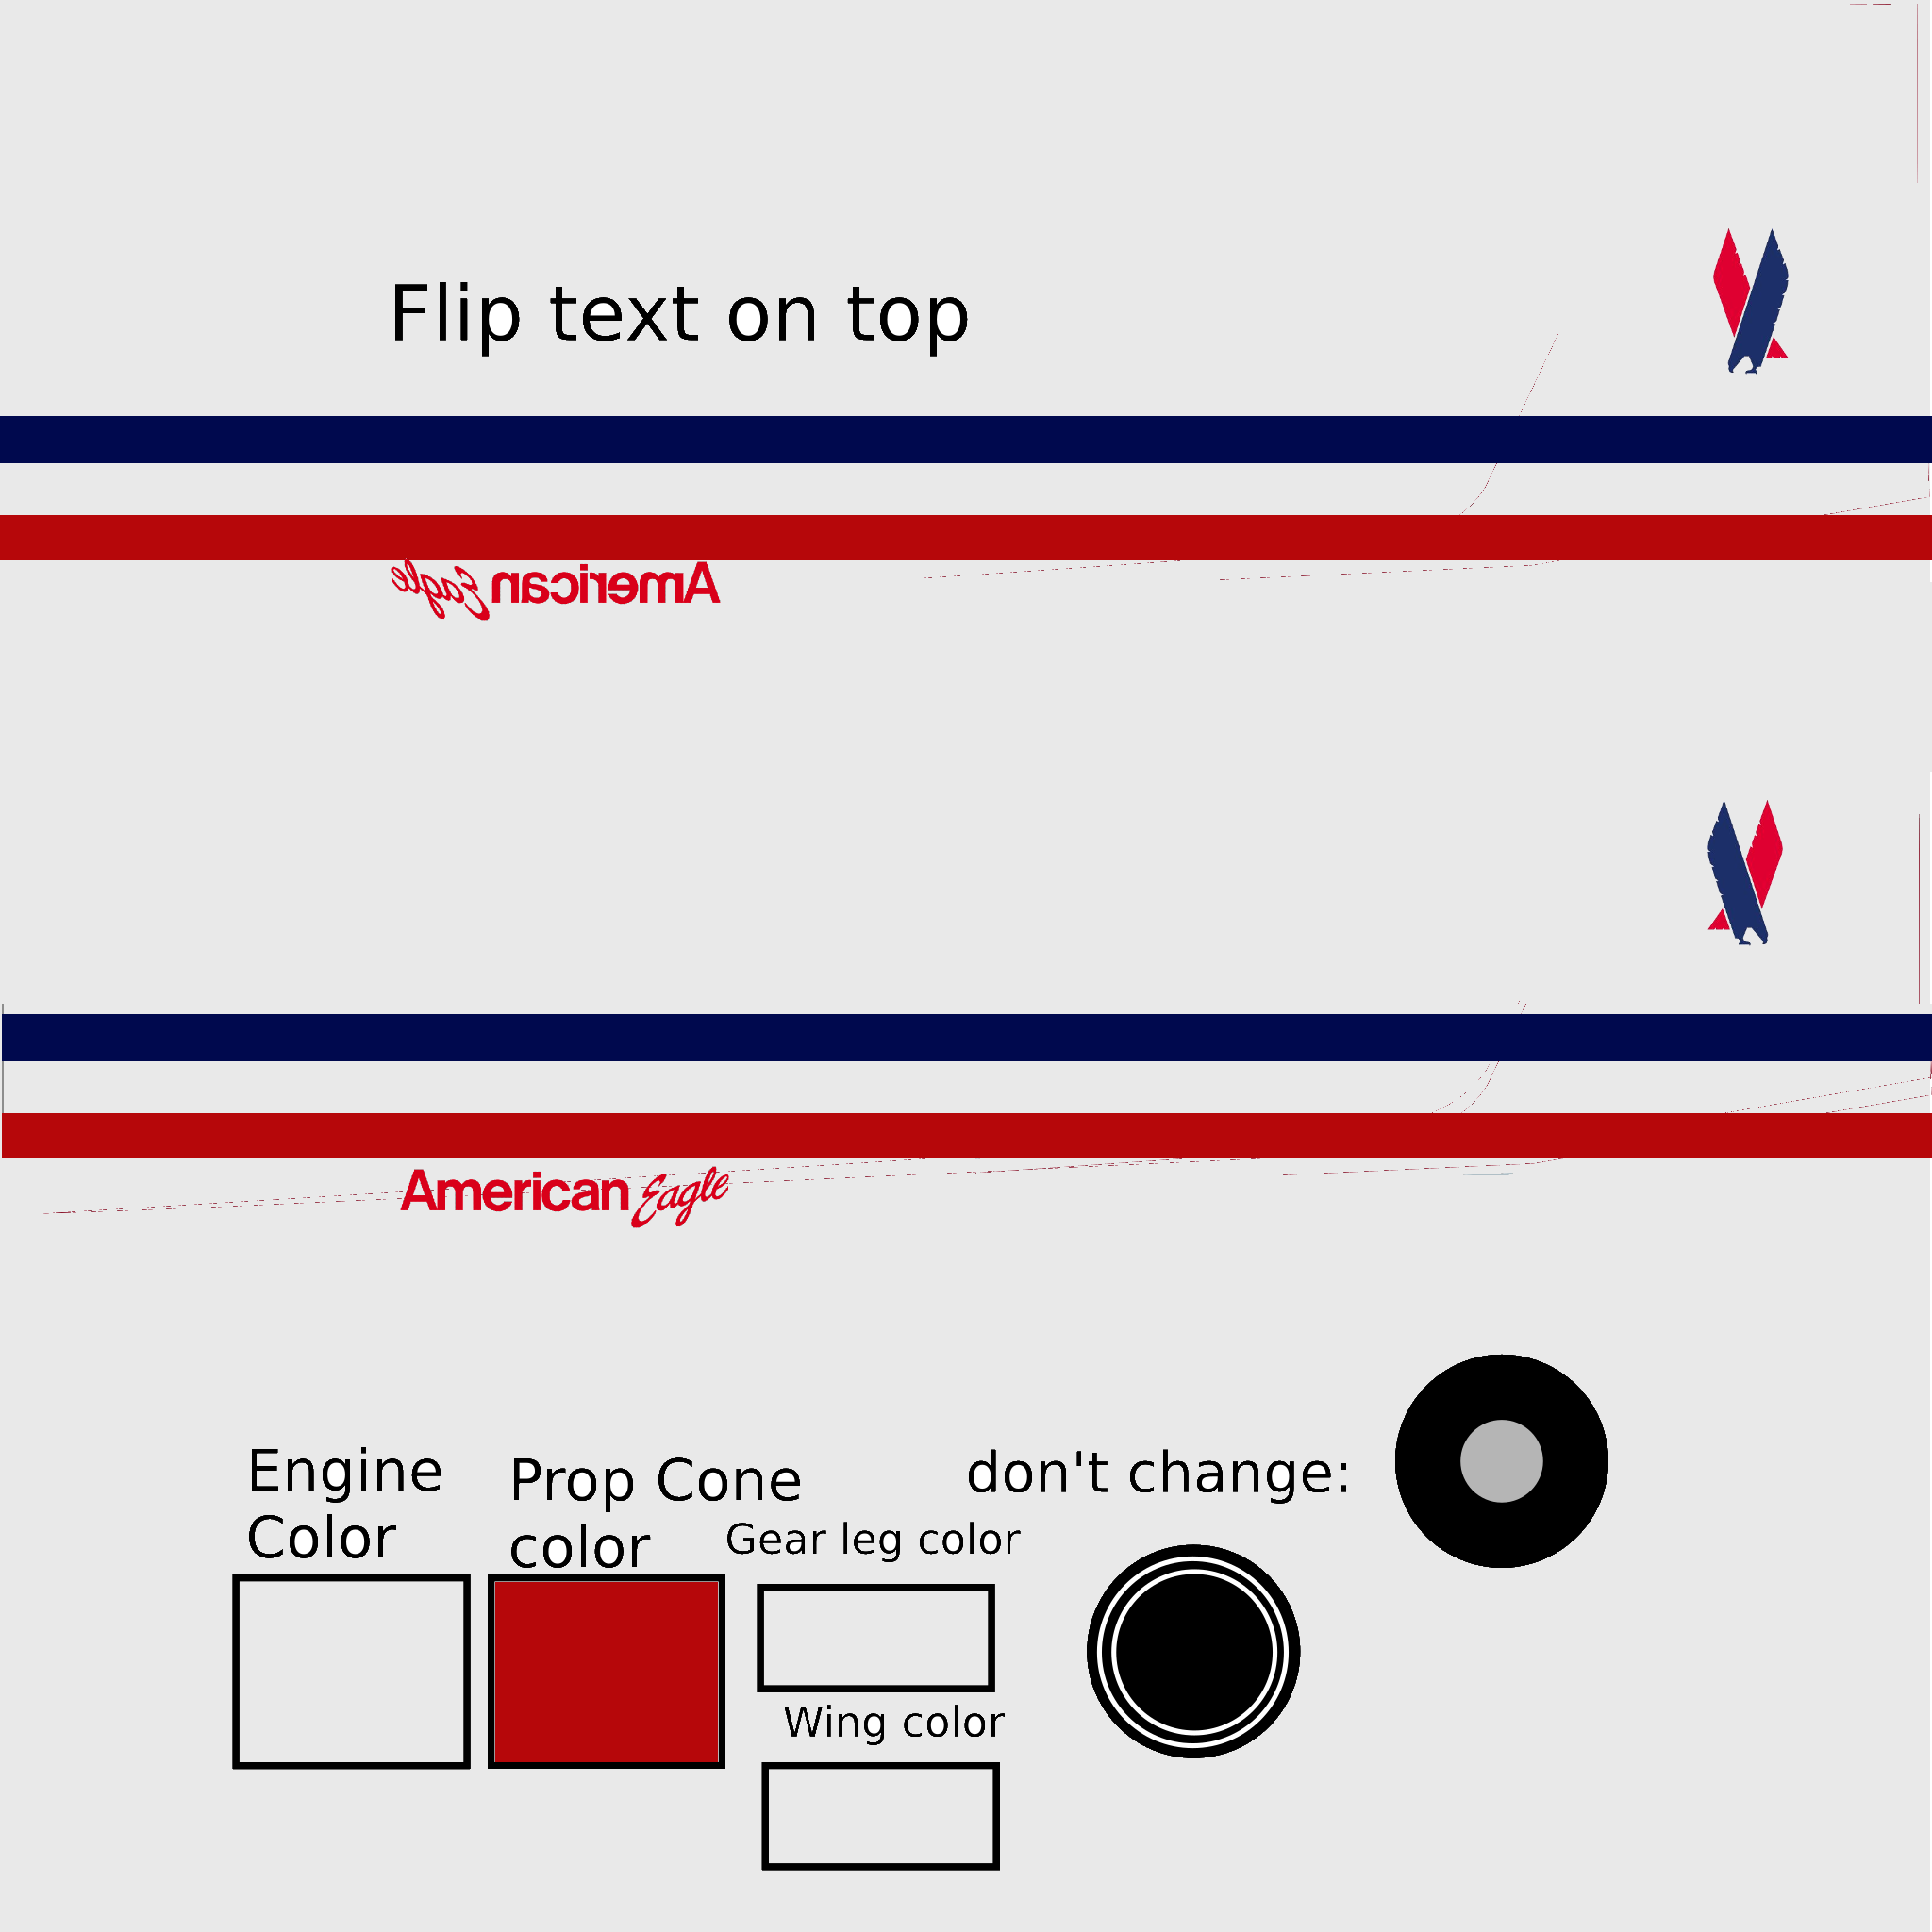 Flip text on top
American Eagle
American Eagle
Engine
Color
Prop Cone
color
don't change:
Gear leg color
Wing color